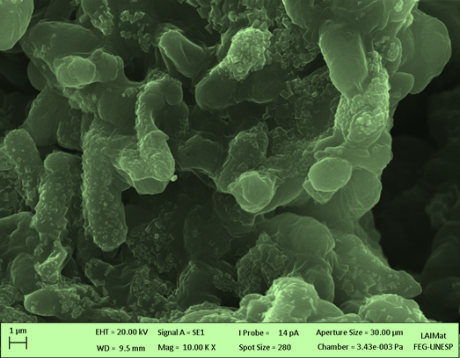 1 µm
EHT = 20.00 kV Signal A = SE1 I Probe = 14 pA Aperture Size = 30.00 µm LAIMat
WD = 9.5 mm Mag = 10.00 K X Spot Size = 280 Chamber = 3.43e-003 Pa FEG-UNESP